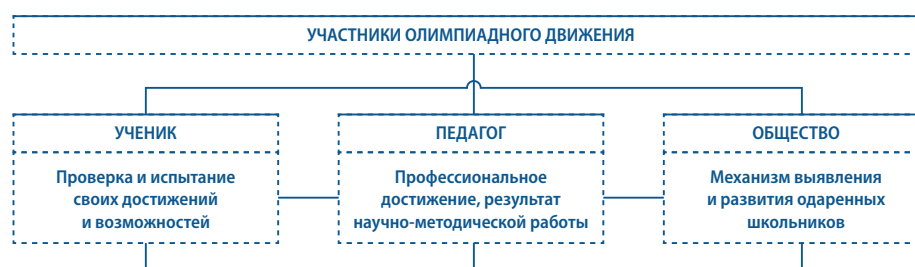 УЧАСТНИКИ ОЛИМПИАДНОГО ДВИЖЕНИЯ
УЧЕНИК
Проверка и испытание
своих достижений
и возможностей
ПЕДАГОГ
Профессиональное
достижение, результат
научно-методической работы
ОБЩЕСТВО
Механизм выявления
и развития одаренных
школьников